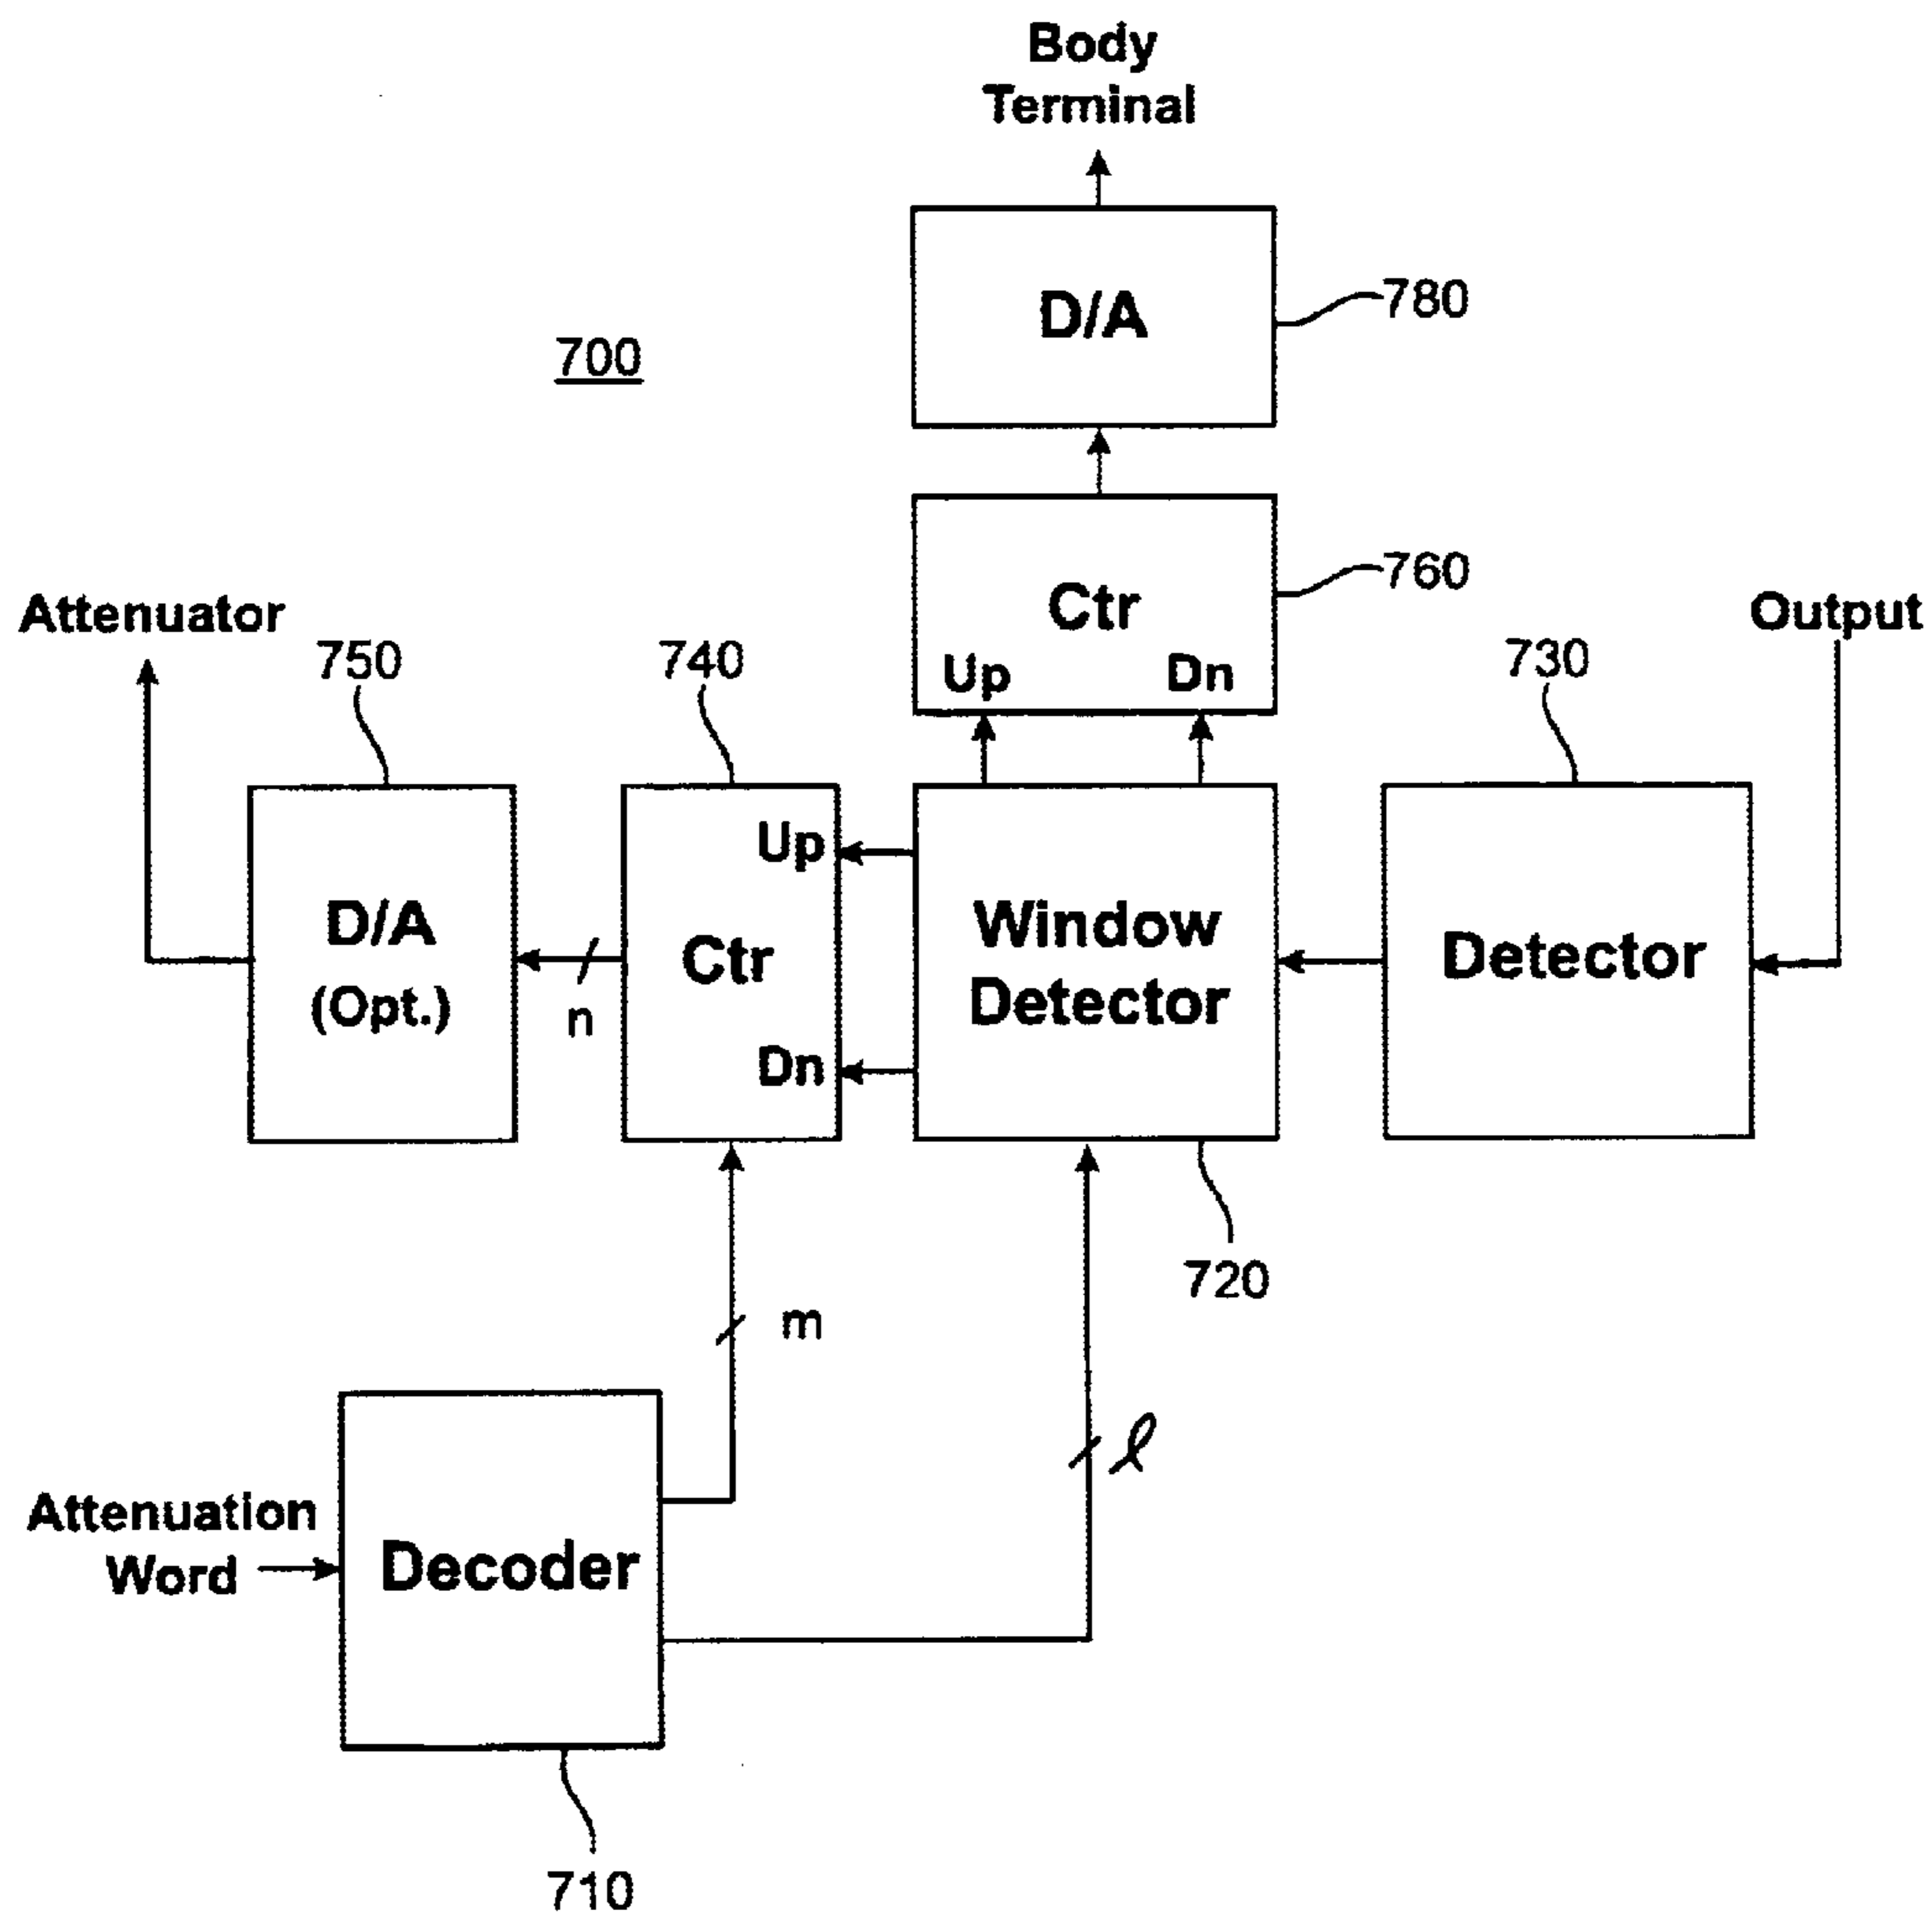 Body
Terminal
D/A
780
700
Ctr
760
Up
Dn
Attenuator
750
740
730
Output
Up
D/A
(Opt.)
n
Ctr
Dn
Window
Detector
Detector
720
m
ℓ
Attenuation
Word
Decoder
710